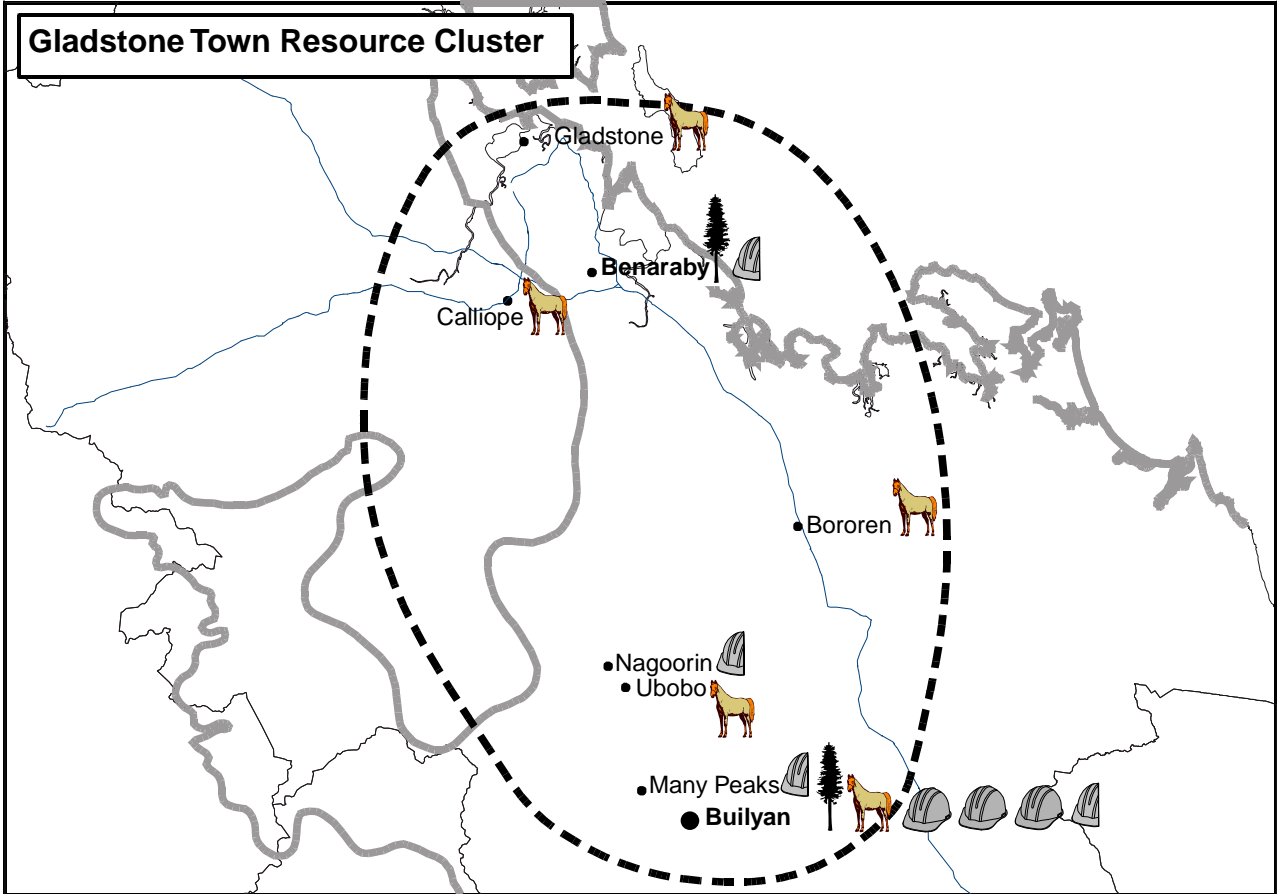 Gladstone Town Resource Cluster
Gladstone
Benaraby
Calliope
Bororen
Nagoorin
Ubobo
Many Peaks
Builyan